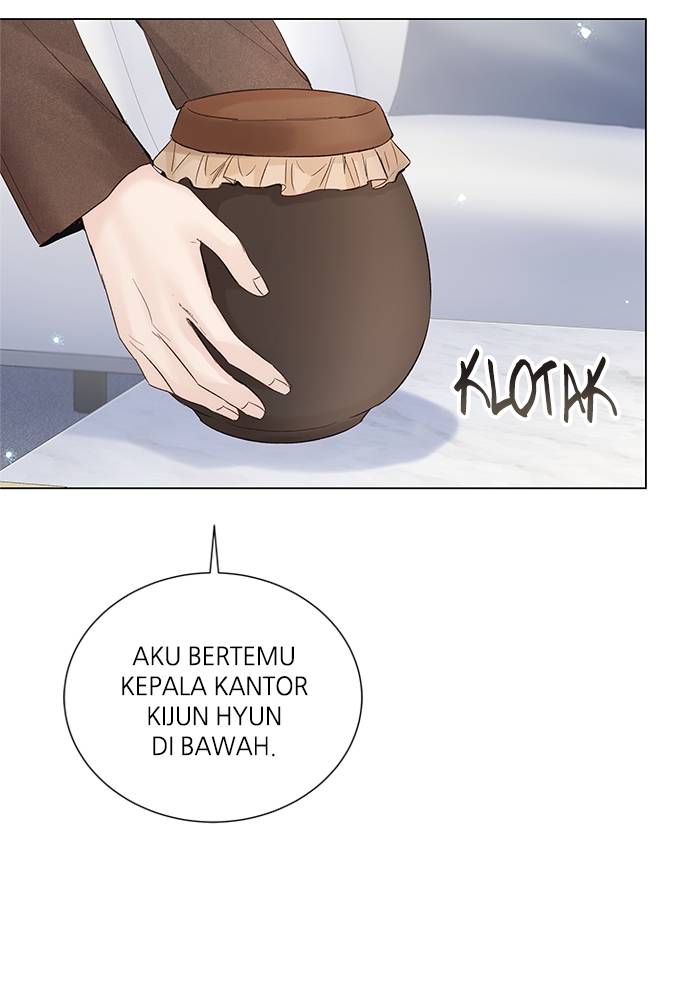 KLOTAK
AKU BERTEMU
KEPALA KANTOR
KIJUN HYUN
DI BAWAH.